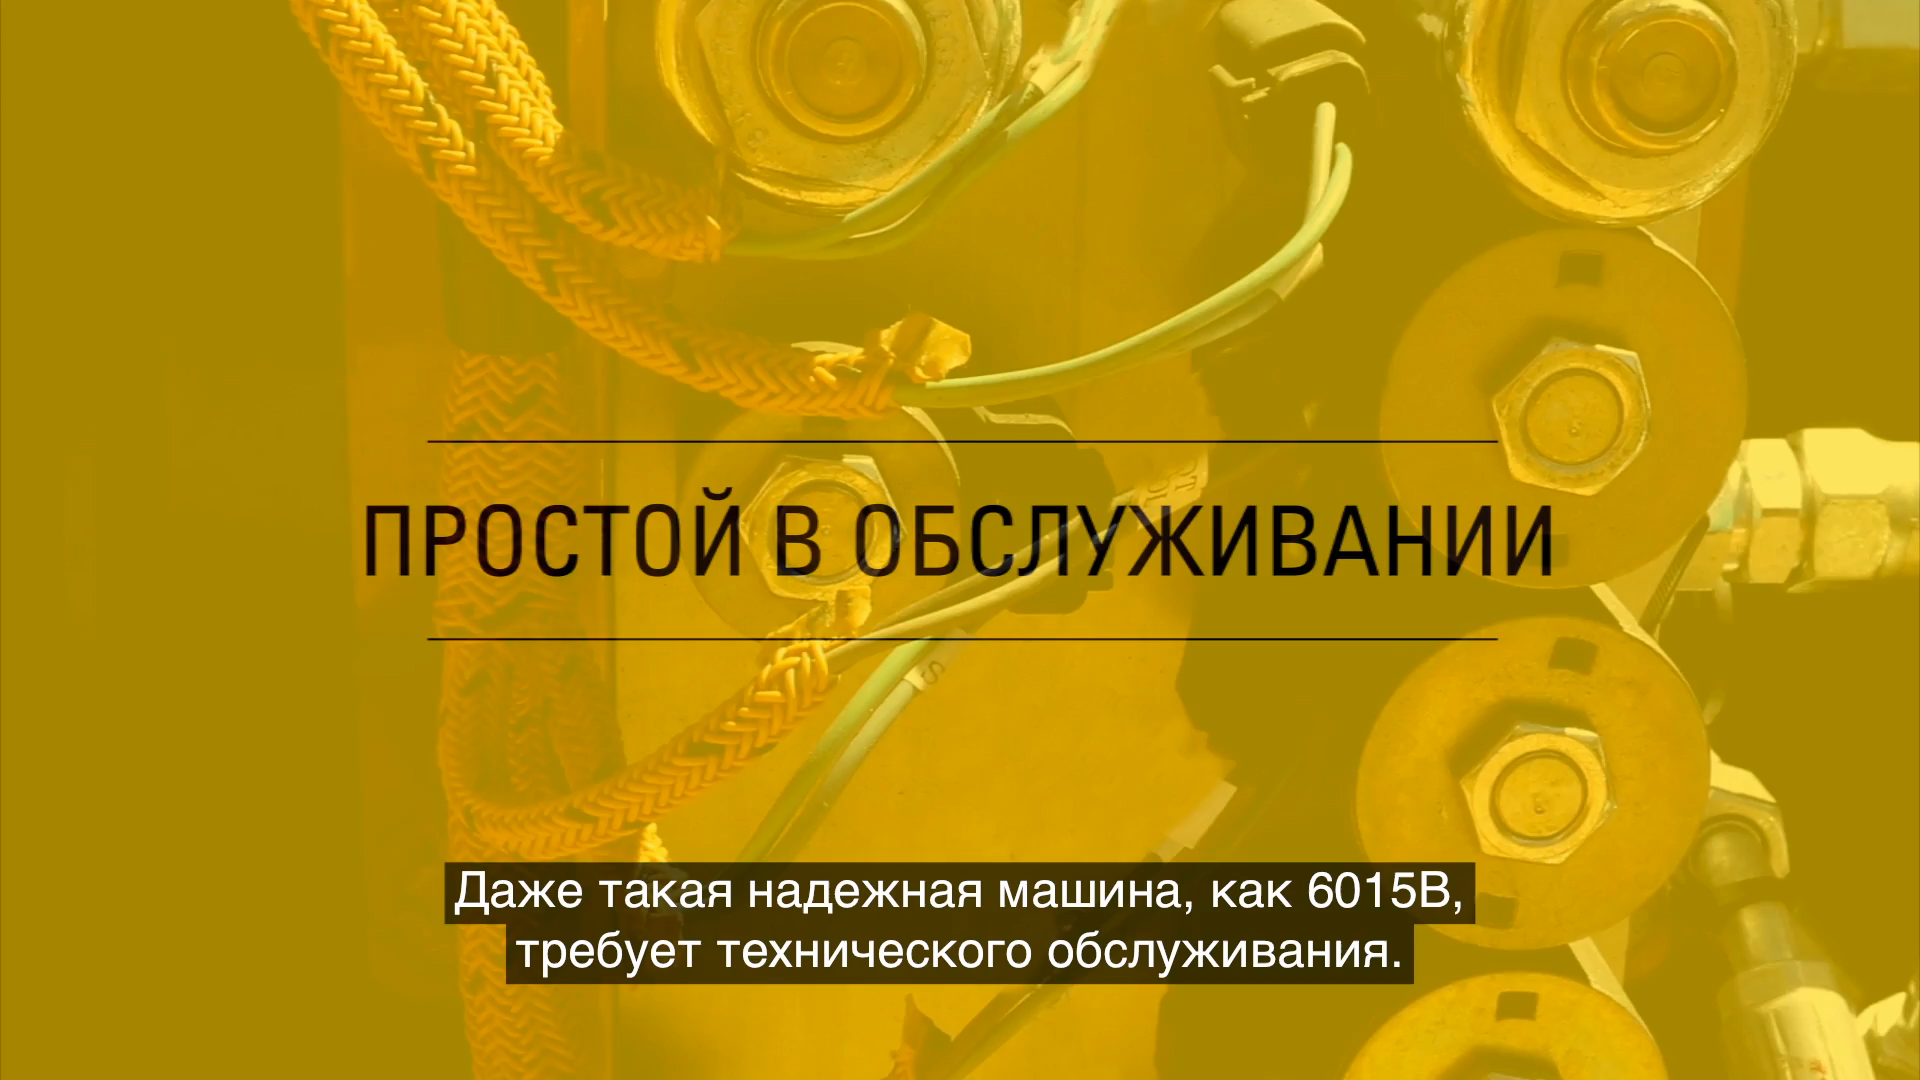 ПРОСТОЙ В ОБСЛУЖИВАНИИ
Даже такая надежная машина, как 6015B,
требует технического обслуживания.